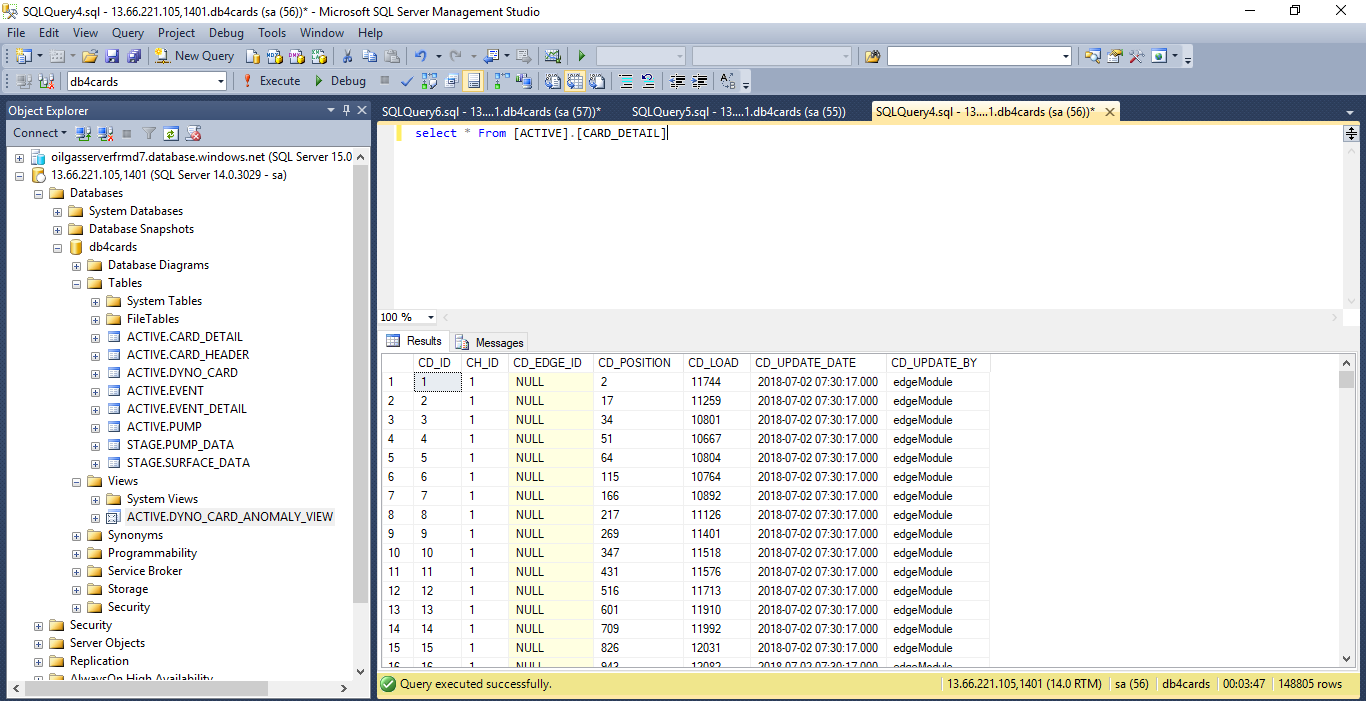 SQLQuery4.sql - 13.66.221.105,1401.db4cards (sa (56))* - Microsoft SQL Server Management Studio
File Edit View Query Project Debug Tools Window Help
New Query
db4cards Execute Debug
Object Explorer
Connect
oilgasserverfrmd7.database.windows.net (SQL Server 15.0
13.66.221.105,1401 (SQL Server 14.0.3029 - sa)
Databases
System Databases
Database Snapshots
db4cards
Database Diagrams
Tables
System Tables
FileTables
ACTIVE.CARD_DETAIL
ACTIVE.CARD_HEADER
ACTIVE.DYNO_CARD
ACTIVE.EVENT
ACTIVE.EVENT_DETAIL
ACTIVE.PUMP
STAGE.PUMP_DATA
STAGE.SURFACE_DATA
Views
System Views
ACTIVE.DYNO_CARD_ANOMALY_VIEW
Synonyms
Programmability
Service Broker
Storage
Security
Security
Server Objects
Replication
AlwaysOn High Availability
SQLQuery6.sql - 13....1.db4cards (sa (57))* SQLQuery5.sql - 13....1.db4cards (sa (55)) SQLQuery4.sql - 13....1.db4cards (sa (56))*
select * From [ACTIVE].[CARD_DETAIL]
100 %
Results Messages
CD_ID CH_ID CD_EDGE_ID CD_POSITION CD_LOAD CD_UPDATE_DATE CD_UPDATE_BY
1 1 1 NULL 2 11744 2018-07-02 07:30:17.000 edgeModule
2 2 1 NULL 17 11259 2018-07-02 07:30:17.000 edgeModule
3 3 1 NULL 34 10801 2018-07-02 07:30:17.000 edgeModule
4 4 1 NULL 51 10667 2018-07-02 07:30:17.000 edgeModule
5 5 1 NULL 64 10804 2018-07-02 07:30:17.000 edgeModule
6 6 1 NULL 115 10764 2018-07-02 07:30:17.000 edgeModule
7 7 1 NULL 166 10892 2018-07-02 07:30:17.000 edgeModule
8 8 1 NULL 217 11126 2018-07-02 07:30:17.000 edgeModule
9 9 1 NULL 269 11401 2018-07-02 07:30:17.000 edgeModule
10 10 1 NULL 347 11518 2018-07-02 07:30:17.000 edgeModule
11 11 1 NULL 431 11576 2018-07-02 07:30:17.000 edgeModule
12 12 1 NULL 516 11713 2018-07-02 07:30:17.000 edgeModule
13 13 1 NULL 601 11910 2018-07-02 07:30:17.000 edgeModule
14 14 1 NULL 709 11992 2018-07-02 07:30:17.000 edgeModule
15 15 1 NULL 826 12031 2018-07-02 07:30:17.000 edgeModule
16 16 1 NULL 943 12082 2018-07-02 07:30:17.000 edgeModule
Query executed successfully. 13.66.221.105,1401 (14.0 RTM) sa (56) db4cards 00:03:47 148805 rows